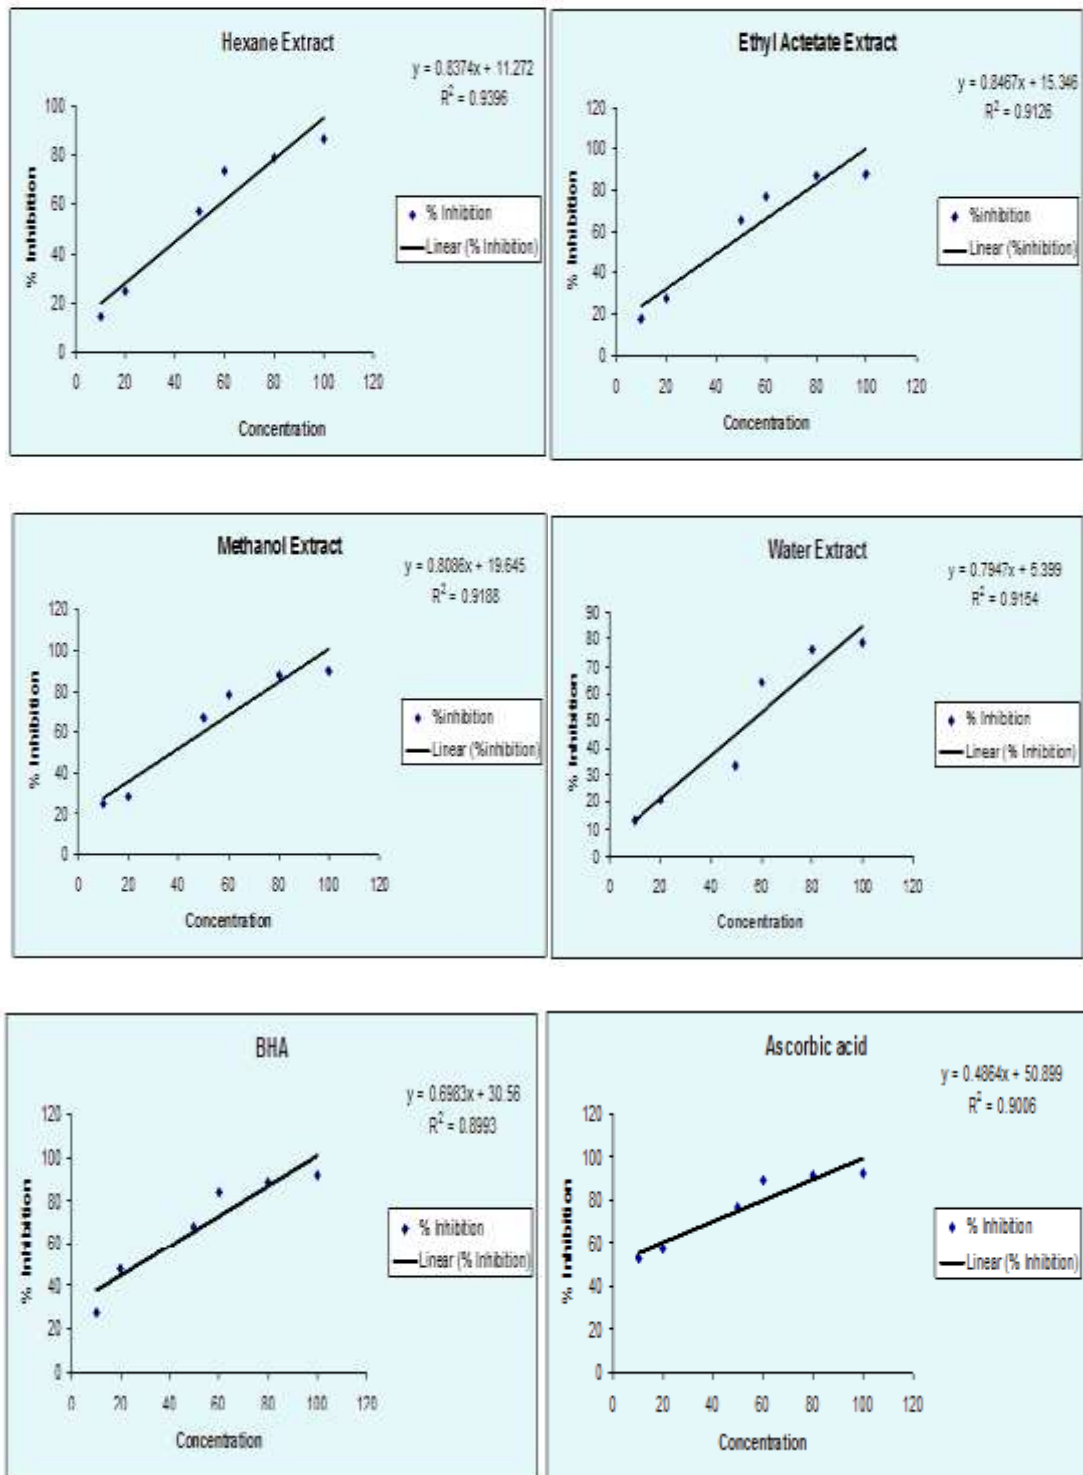 Hexane Extract
y = 0.8374x + 11.272
R² = 0.9396
% Inhibition
100
80
60
40
20
0
0 20 40 60 80 100 120
Concentration
% Inhibition
Linear (% Inhibition)
Ethyl Actetate Extract
y = 0.8467x + 15.346
R² = 0.9126
% Inhibition
120
100
80
60
40
20
0
0 20 40 60 80 100 120
Concentration
%inhibition
Linear (%inhibition)
Methanol Extract
y = 0.8086x + 19.645
R² = 0.9188
% Inhibition
120
100
80
60
40
20
0
0 20 40 60 80 100 120
Concentration
%inhibition
Linear (%inhibition)
Water Extract
y = 0.7947x + 5.399
R² = 0.9154
% Inhibition
90
80
70
60
50
40
30
20
10
0
0 20 40 60 80 100 120
Concentration
% Inhibition
Linear (% Inhibition)
BHA
y = 0.6983x + 30.56
R² = 0.8993
% Inhibition
120
100
80
60
40
20
0
0 20 40 60 80 100 120
Concentration
% Inhibition
Linear (% Inhibition)
Ascorbic acid
y = 0.4864x + 50.899
R² = 0.9006
% Inhibition
120
100
80
60
40
20
0
0 20 40 60 80 100 120
Concentration
% Inhibition
Linear (% Inhibition)